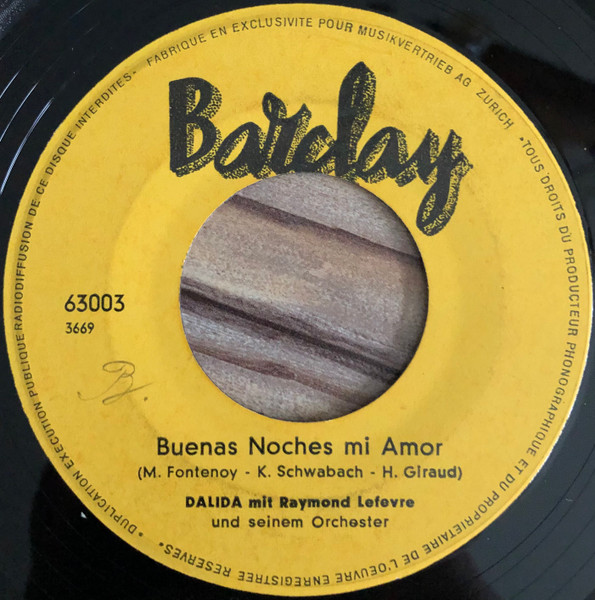 Barclay
63003
3669
B.
Buenas Noches mi Amor
(M. Fontenoy - K. Schwabach - H. Giraud)
DALIDA mit Raymond Lefevre
und seinem Orchester
FABRIQUE EN EXCLUSIVITE POUR MUSIKVERTRIEB AG ZURICH •TOUS DROITS DU PRODUCTEUR PHONOGRAPHIQUE ET DU PROPRIETAIRE DE L'OEUVRE ENREGISTREE RESERVES• •DUPLICATION EXECUTION PUBLIQUE RADIODIFFUSION DE CE DISQUE INTERDITES-